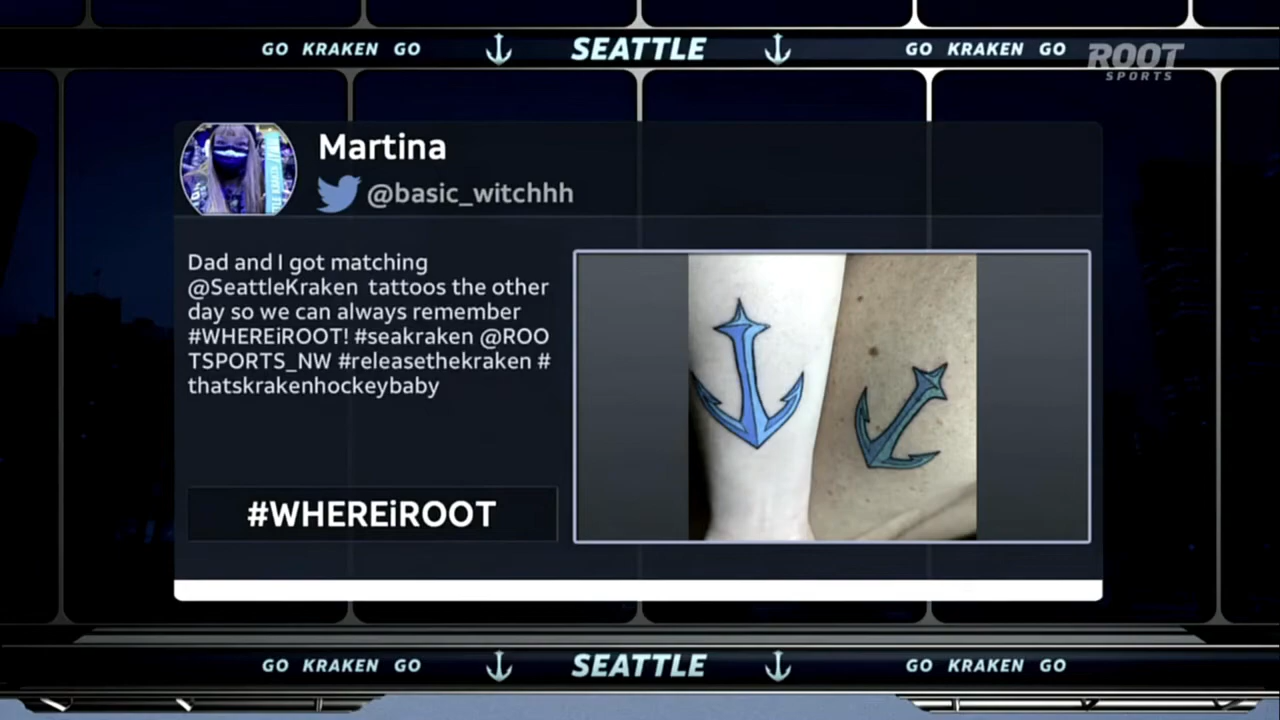 GO KRAKEN GO SEATTLE GO KRAKEN GO
ROOT
SPORTS
Martina
@basic_witchhh
Dad and I got matching
@SeattleKraken tattoos the other
day so we can always remember
#WHEREiROOT! #seakraken @ROO
TSPORTS_NW #releasethekraken #
thatskrakenhockeybaby
#WHEREiROOT
GO KRAKEN GO SEATTLE GO KRAKEN GO